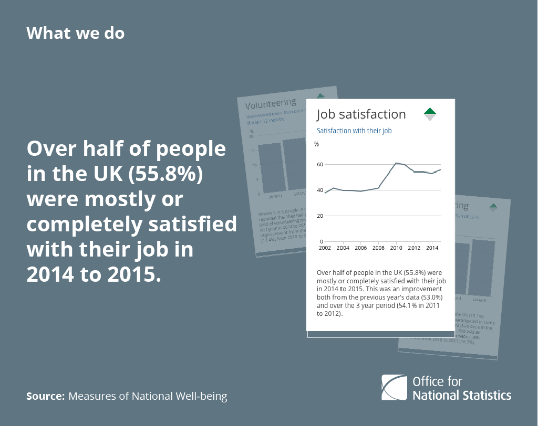 What we do
Over half of people
in the UK (55.8%)
were mostly or
completely satisfied
with their job in
2014 to 2015.
Volunteering
Job satisfaction
Satisfaction with their job
%
60
40
20
0
2002 2004 2006 2008 2010 2012 2014
Over half of people in the UK (55.8%) were
mostly or completely satisfied with their job
in 2014 to 2015. This was an improvement
both from the previous year's data (53.0%)
and over the 3 year period (54.1% in 2011
to 2012).
Source: Measures of National Well-being
Office for
National Statistics